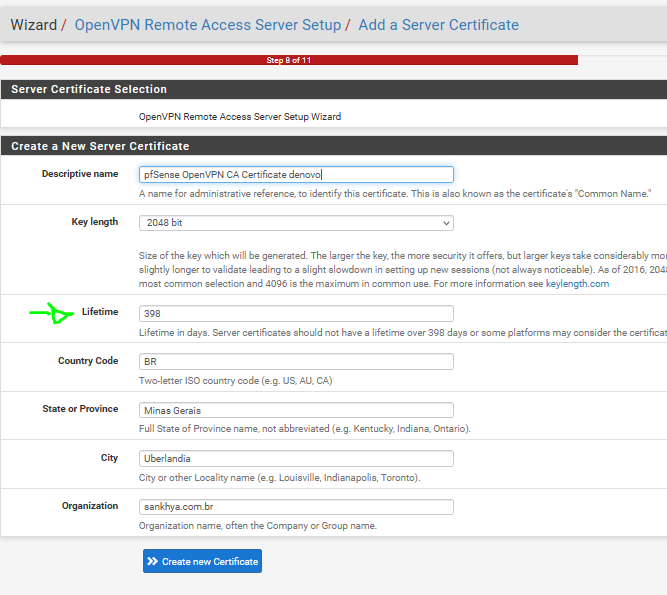 Wizard / OpenVPN Remote Access Server Setup / Add a Server Certificate
Step 8 of 11
Server Certificate Selection
OpenVPN Remote Access Server Setup Wizard
Create a New Server Certificate
Descriptive name
pfSense OpenVPN CA Certificate denovo
A name for administrative reference, to identify this certificate. This is also known as the certificate's "Common Name."
Key length
2048 bit
Size of the key which will be generated. The larger the key, the more security it offers, but larger keys take considerably
slightly longer to validate leading to a slight slowdown in setting up new sessions (not always noticeable). As of 2016,
most common selection and 4096 is the maximum in common use. For more information see keylength.com
Lifetime
398
Lifetime in days. Server certificates should not have a lifetime over 398 days or some platforms may consider the
Country Code
BR
Two-letter ISO country code (e.g. US, AU, CA)
State or Province
Minas Gerais
Full State of Province name, not abbreviated (e.g. Kentucky, Indiana, Ontario).
City
Uberlandia
City or other Locality name (e.g. Louisville, Indianapolis, Toronto).
Organization
sankhya.com.br
Organization name, often the Company or Group name.
Create new Certificate